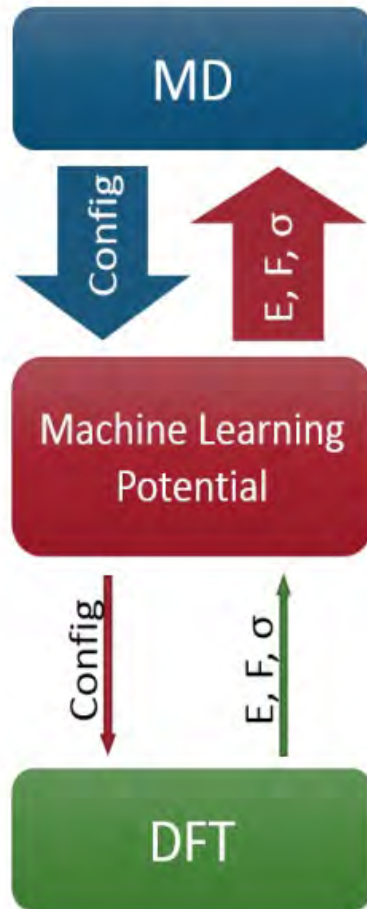 MD
Config
E, F, σ
Machine Learning
Potential
Config
E, F, σ
DFT